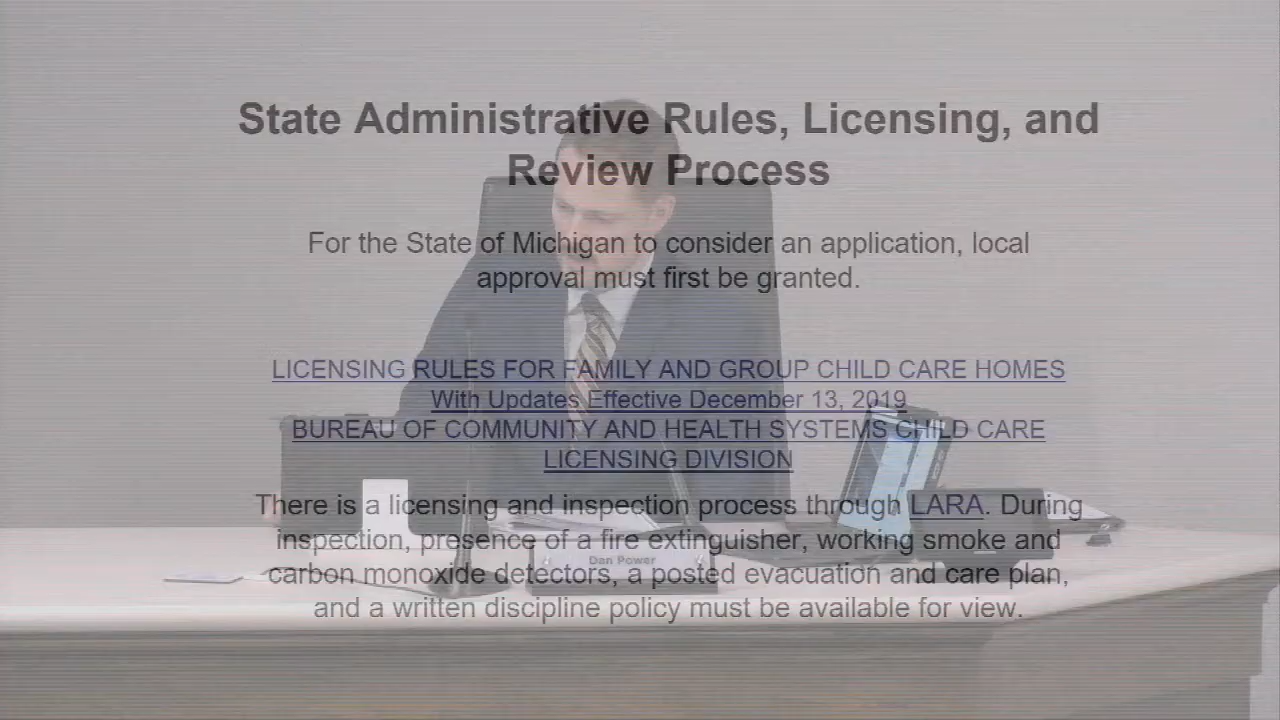 State Administrative Rules, Licensing, and
Review Process
For the State of Michigan to consider an application, local
approval must first be granted.
LICENSING RULES FOR FAMILY AND GROUP CHILD CARE HOMES
With Updates Effective December 13, 2019
BUREAU OF COMMUNITY AND HEALTH SYSTEMS CHILD CARE
LICENSING DIVISION
There is a licensing and inspection process through LARA. During
inspection, presence of a fire extinguisher, working smoke and
Dan Power
carbon monoxide detectors, a posted evacuation and care plan,
and a written discipline policy must be available for view.